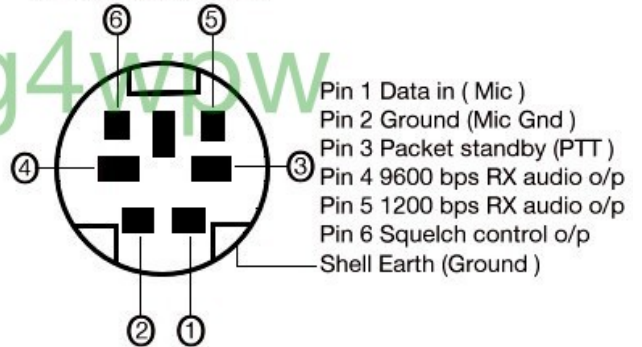 ⑥ ⑤
g4wpw
Pin 1 Data in ( Mic )
Pin 2 Ground (Mic Gnd )
Pin 3 Packet standby (PTT )
④ ③ Pin 4 9600 bps RX audio o/p
Pin 5 1200 bps RX audio o/p
Pin 6 Squelch control o/p
Shell Earth (Ground )
② ①